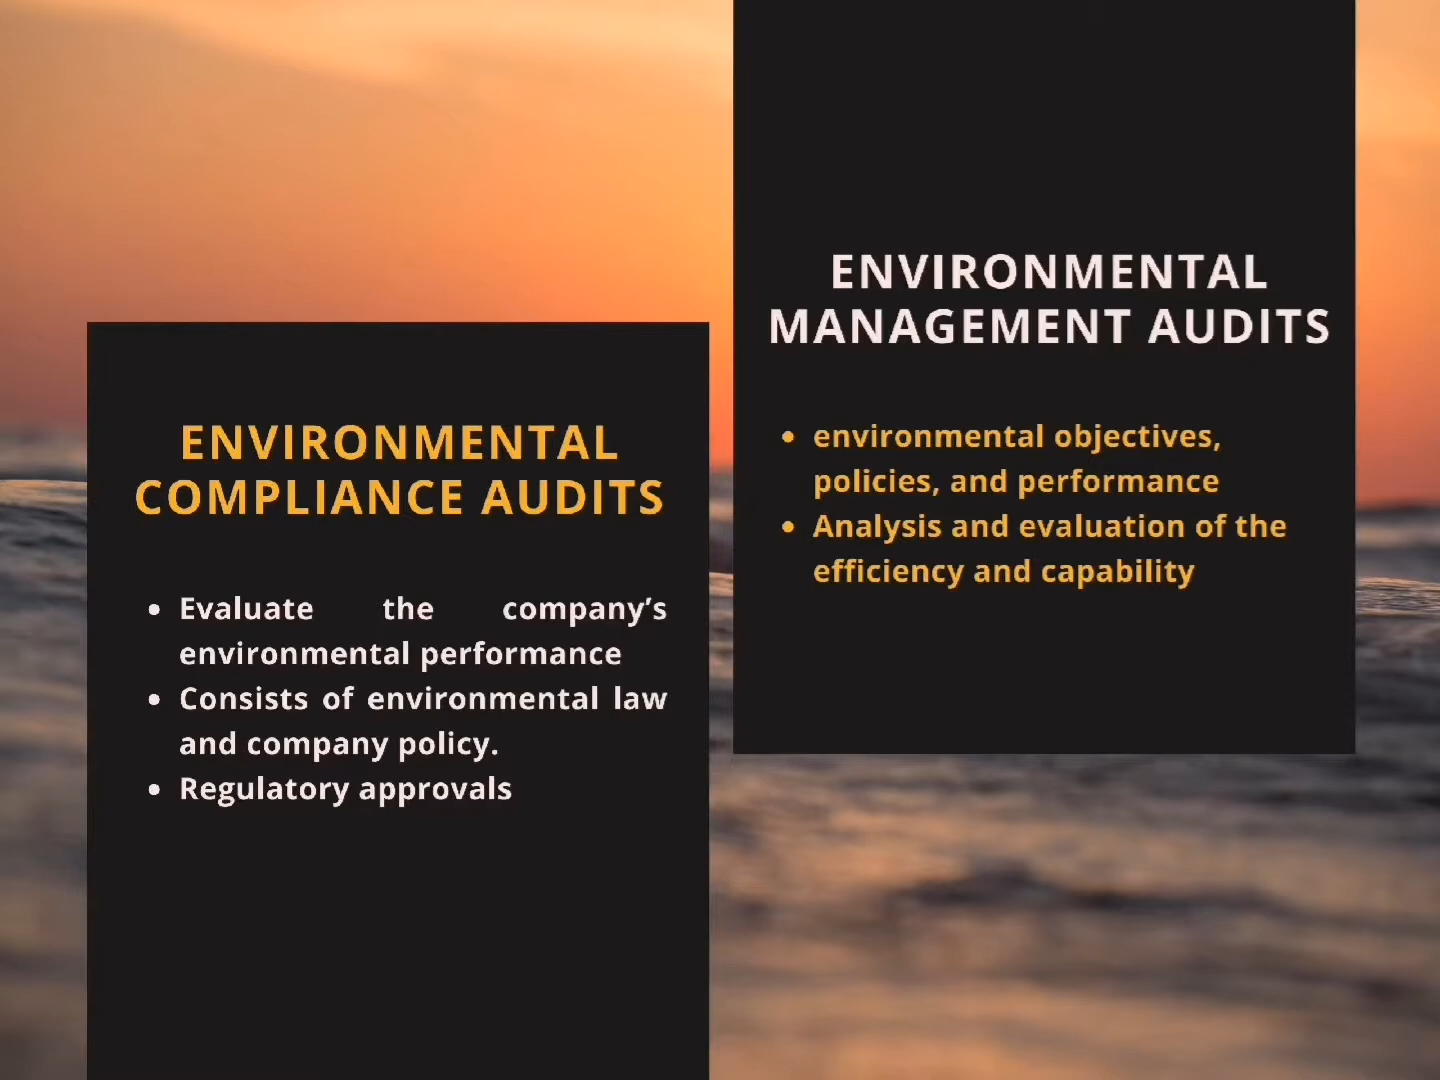 ENVIRONMENTAL
COMPLIANCE AUDITS
• Evaluate the company’s
environmental performance
• Consists of environmental law
and company policy.
• Regulatory approvals
ENVIRONMENTAL
MANAGEMENT AUDITS
• environmental objectives,
policies, and performance
• Analysis and evaluation of the
efficiency and capability